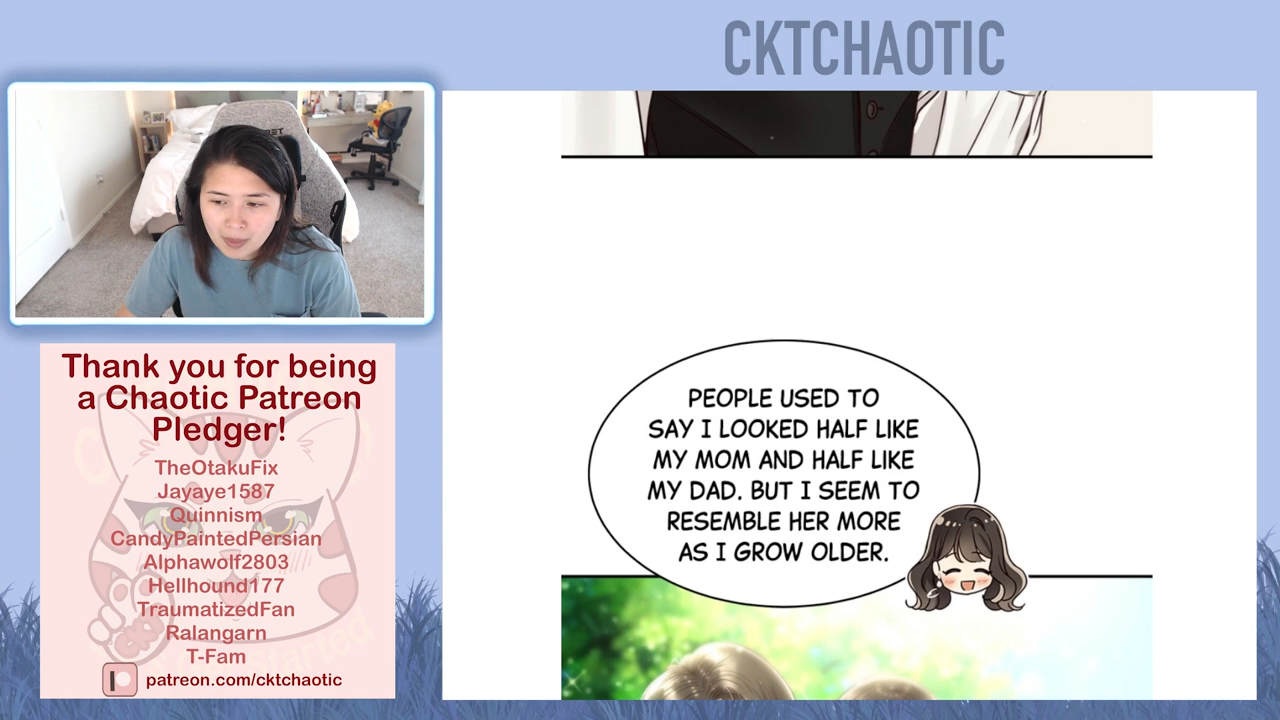 CKTCHAOTIC
Thank you for being
a Chaotic Patreon
Pledger!
TheOtakuFix
Jayaye1587
Quinnism
CandyPaintedPersian
Alphawolf2803
Hellhound177
TraumatizedFan
Ralangarn
T-Fam
patreon.com/cktchaotic
PEOPLE USED TO
SAY I LOOKED HALF LIKE
MY MOM AND HALF LIKE
MY DAD. BUT I SEEM TO
RESEMBLE HER MORE
AS I GROW OLDER.